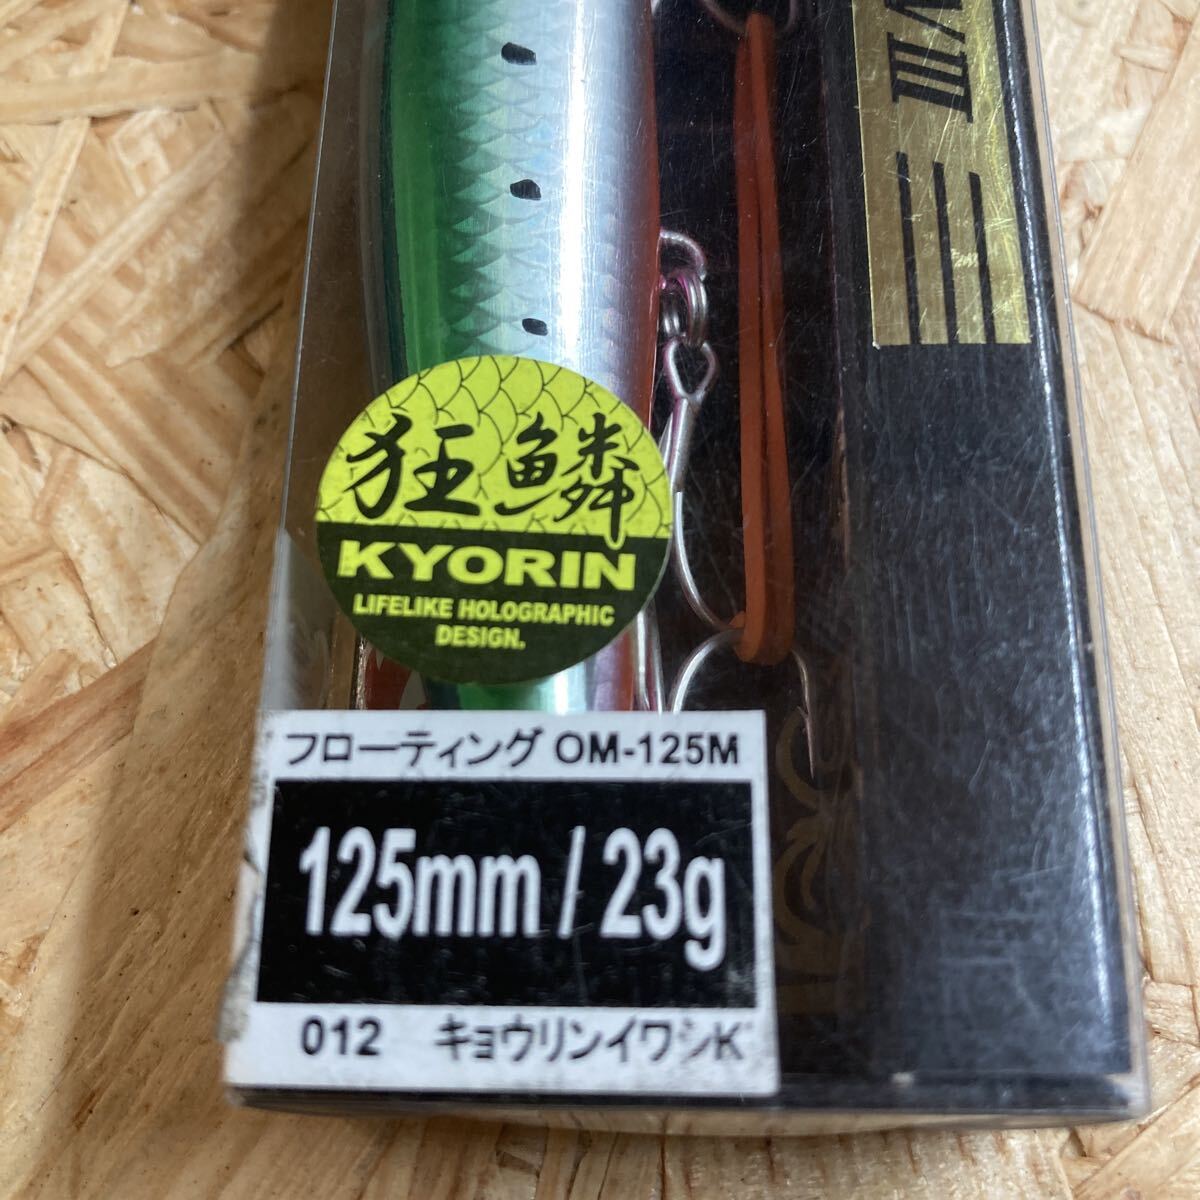 VIII
狂鱗
KYORIN
LIFELIKE HOLOGRAPHIC
DESIGN.
フローティング OM-125M
125mm / 23g
012 キョウリンイワシK